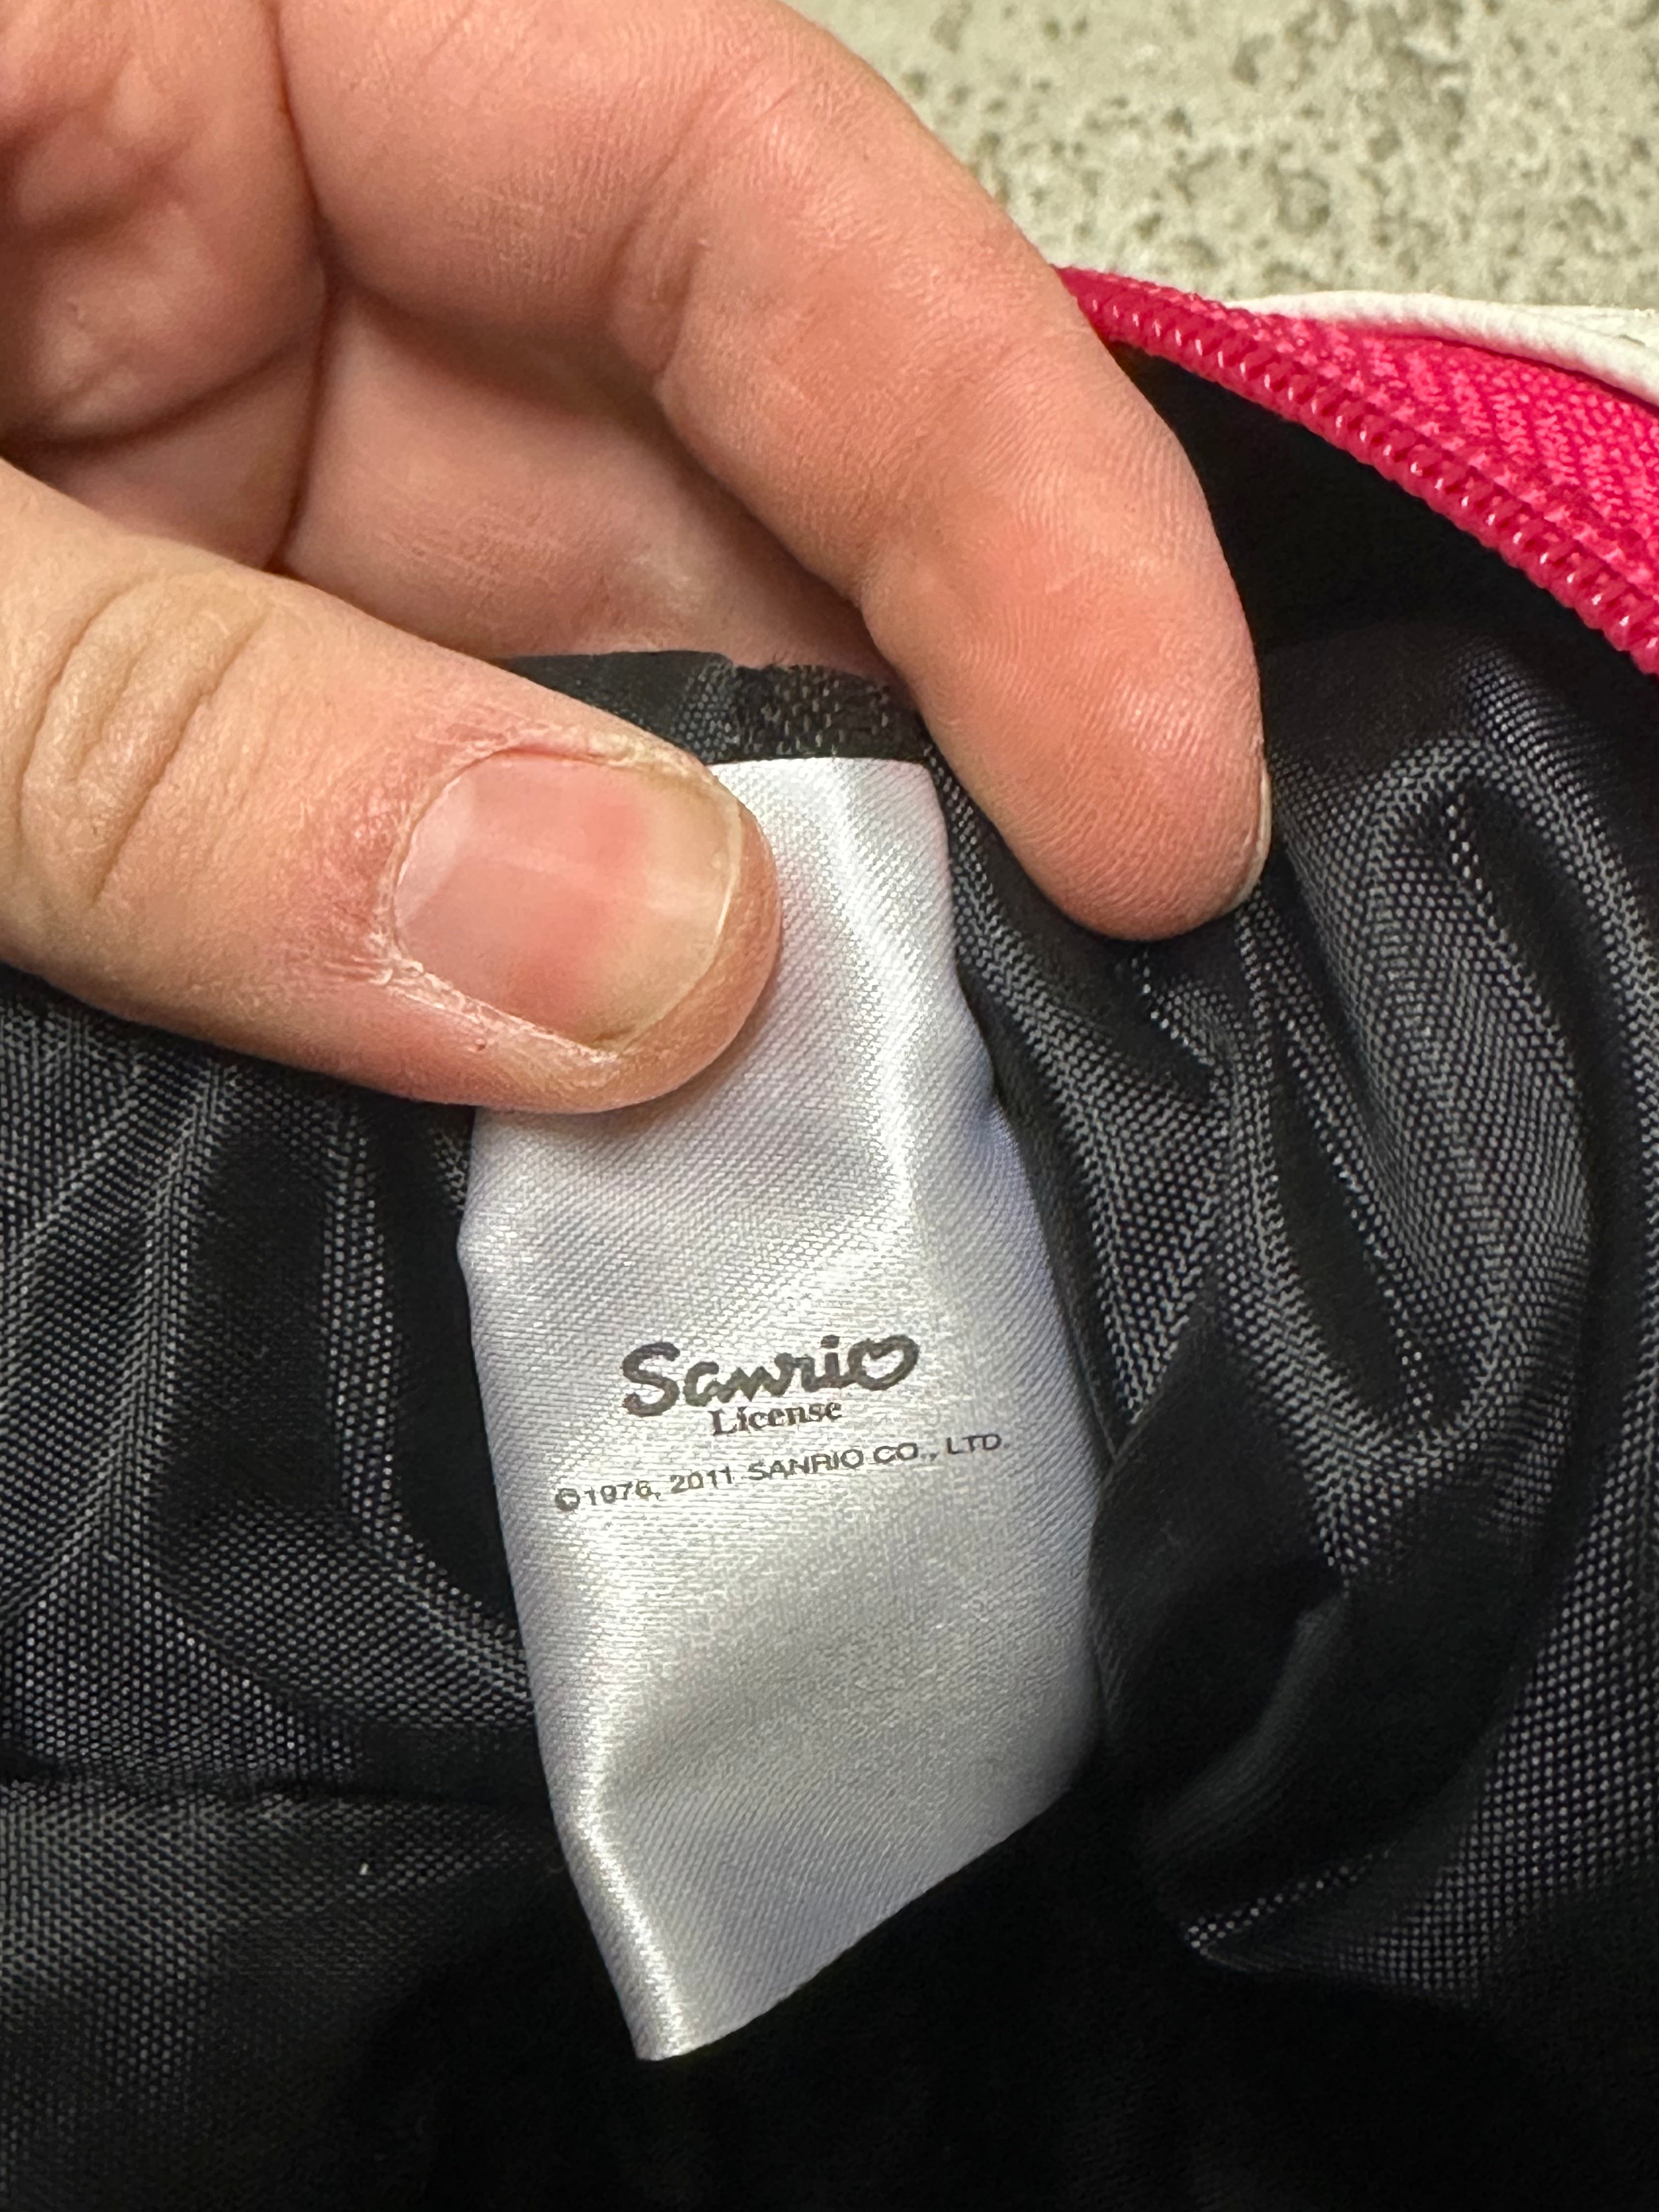 Sanrio
License
©1976, 2011 SANRIO CO., LTD.